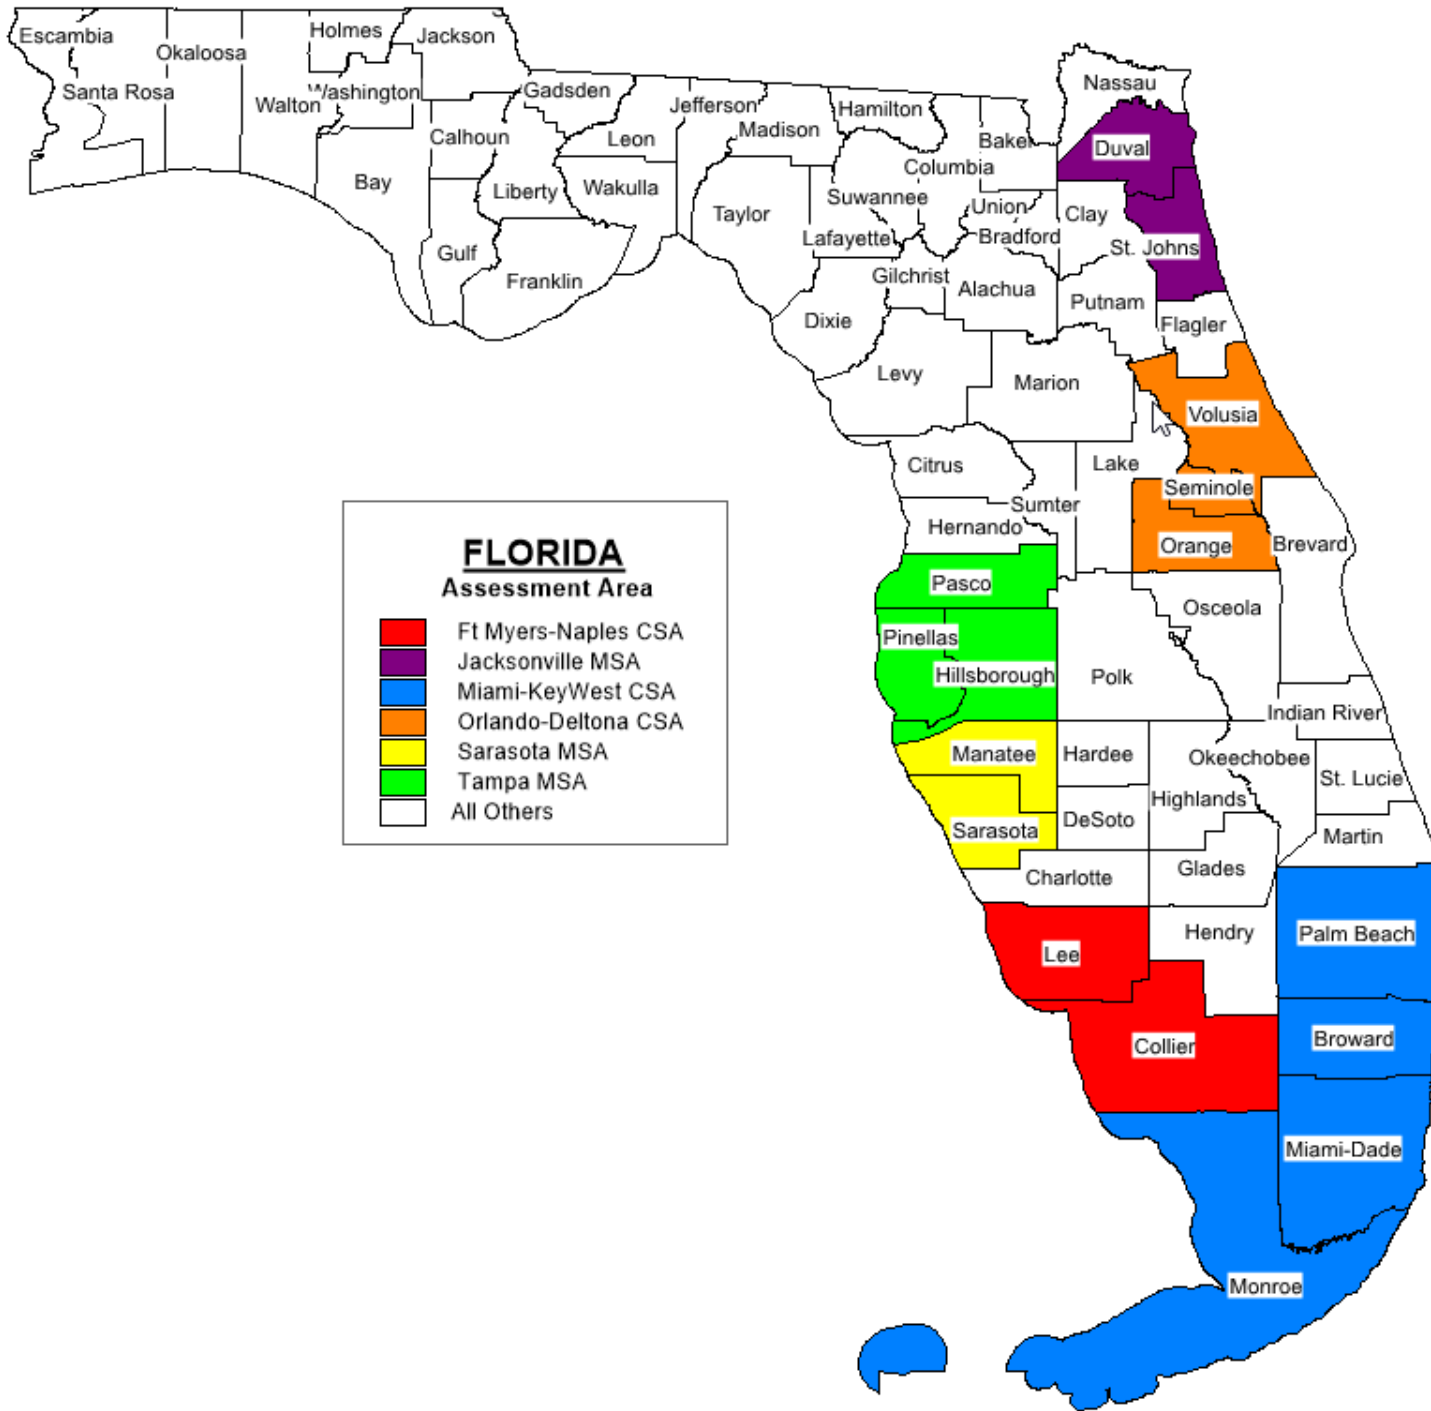 Escambia
Santa Rosa
Okaloosa
Walton
Holmes
Washington
Jackson
Bay
Calhoun
Gulf
Gadsden
Liberty
Franklin
Leon
Wakulla
Jefferson
Madison
Taylor
Hamilton
Suwannee
Lafayette
Dixie
Columbia
Gilchrist
Baker
Union
Bradford
Alachua
Levy
Nassau
Duval
Clay
St. Johns
Putnam
Flagler
Marion
Volusia
Citrus
Sumter
Lake
Seminole
Orange
Brevard
Hernando
Pasco
Pinellas
Hillsborough
Polk
Osceola
Indian River
Manatee
Hardee
Okeechobee
St. Lucie
Highlands
Sarasota
DeSoto
Martin
Charlotte
Glades
Lee
Hendry
Palm Beach
Collier
Broward
Miami-Dade
Monroe
FLORIDA
Assessment Area
Ft Myers-Naples CSA
Jacksonville MSA
Miami-KeyWest CSA
Orlando-Deltona CSA
Sarasota MSA
Tampa MSA
All Others